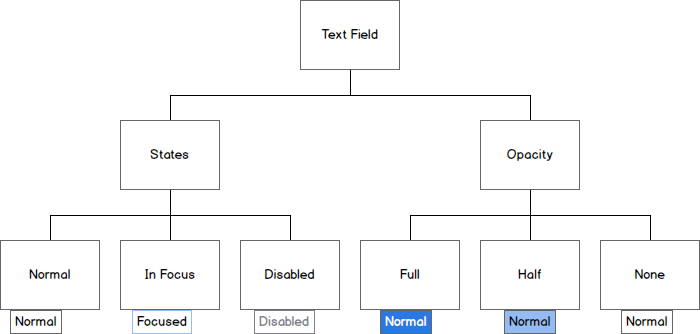 Text Field
States
Opacity
Normal
In Focus
Disabled
Full
Half
None
Normal
Focused
Disabled
Normal
Normal
Normal